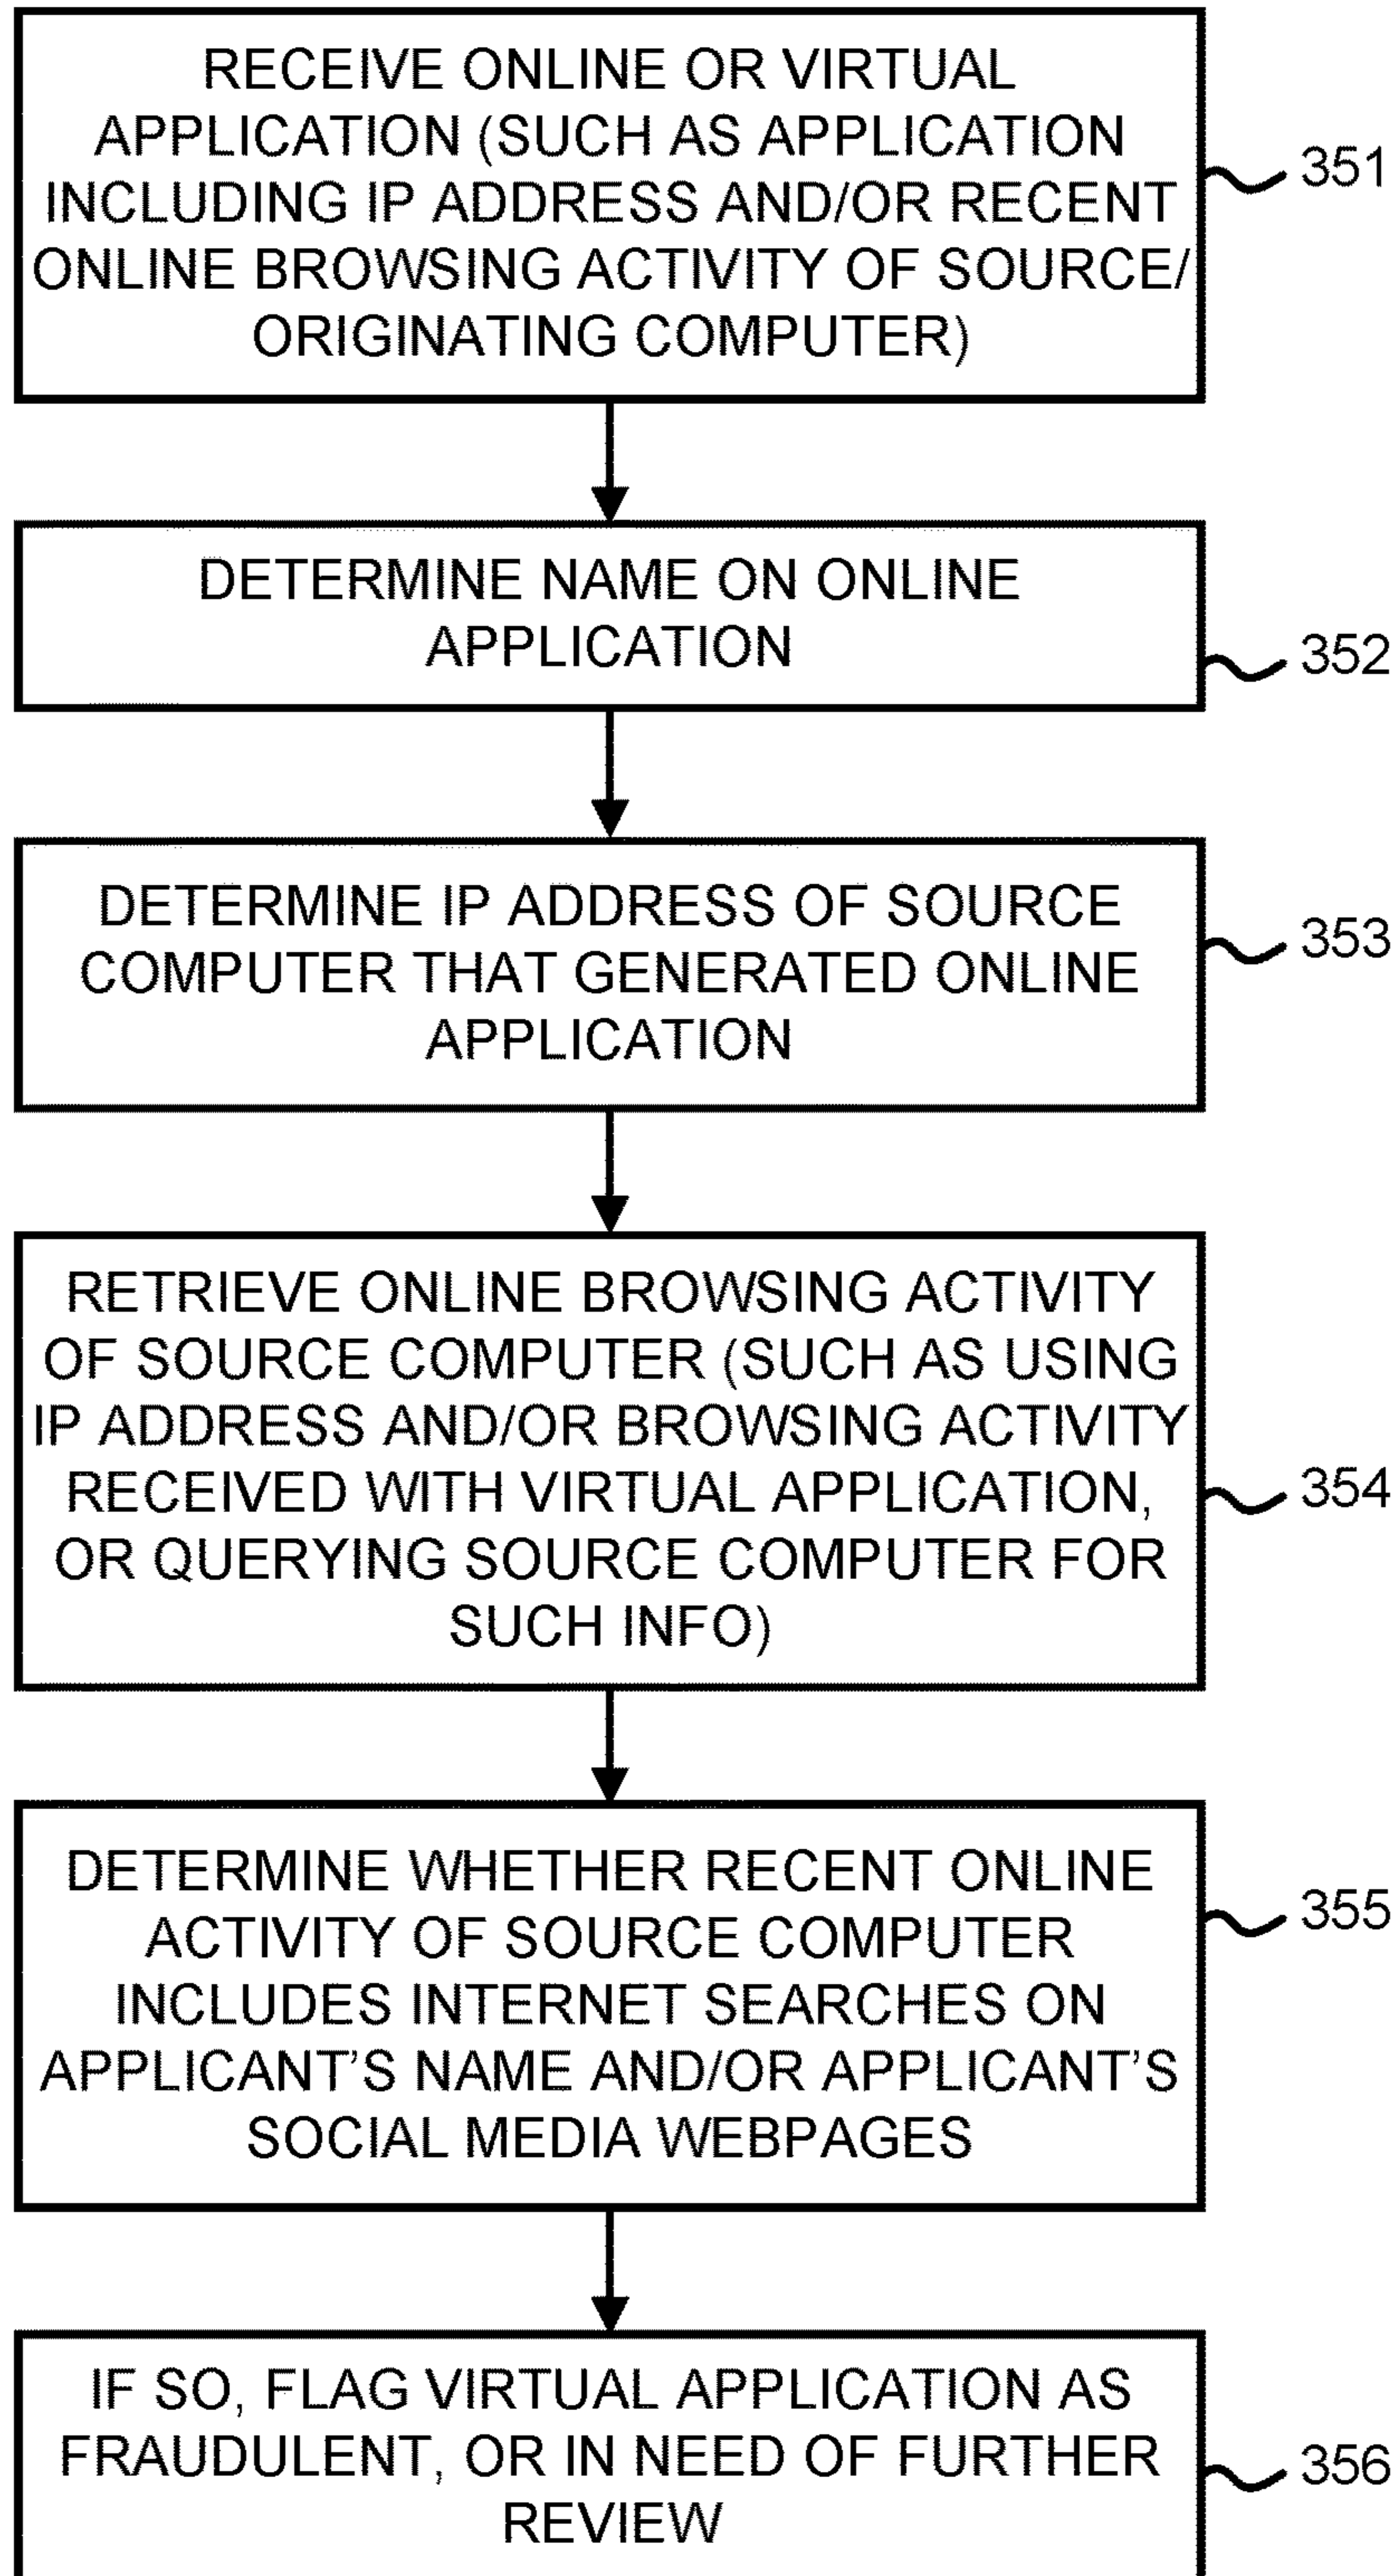 RECEIVE ONLINE OR VIRTUAL
APPLICATION (SUCH AS APPLICATION
INCLUDING IP ADDRESS AND/OR RECENT
ONLINE BROWSING ACTIVITY OF SOURCE/
ORIGINATING COMPUTER)
351
DETERMINE NAME ON ONLINE
APPLICATION
352
DETERMINE IP ADDRESS OF SOURCE
COMPUTER THAT GENERATED ONLINE
APPLICATION
353
RETRIEVE ONLINE BROWSING ACTIVITY
OF SOURCE COMPUTER (SUCH AS USING
IP ADDRESS AND/OR BROWSING ACTIVITY
RECEIVED WITH VIRTUAL APPLICATION,
OR QUERYING SOURCE COMPUTER FOR
SUCH INFO)
354
DETERMINE WHETHER RECENT ONLINE
ACTIVITY OF SOURCE COMPUTER
INCLUDES INTERNET SEARCHES ON
APPLICANT'S NAME AND/OR APPLICANT'S
SOCIAL MEDIA WEBPAGES
355
IF SO, FLAG VIRTUAL APPLICATION AS
FRAUDULENT, OR IN NEED OF FURTHER
REVIEW
356